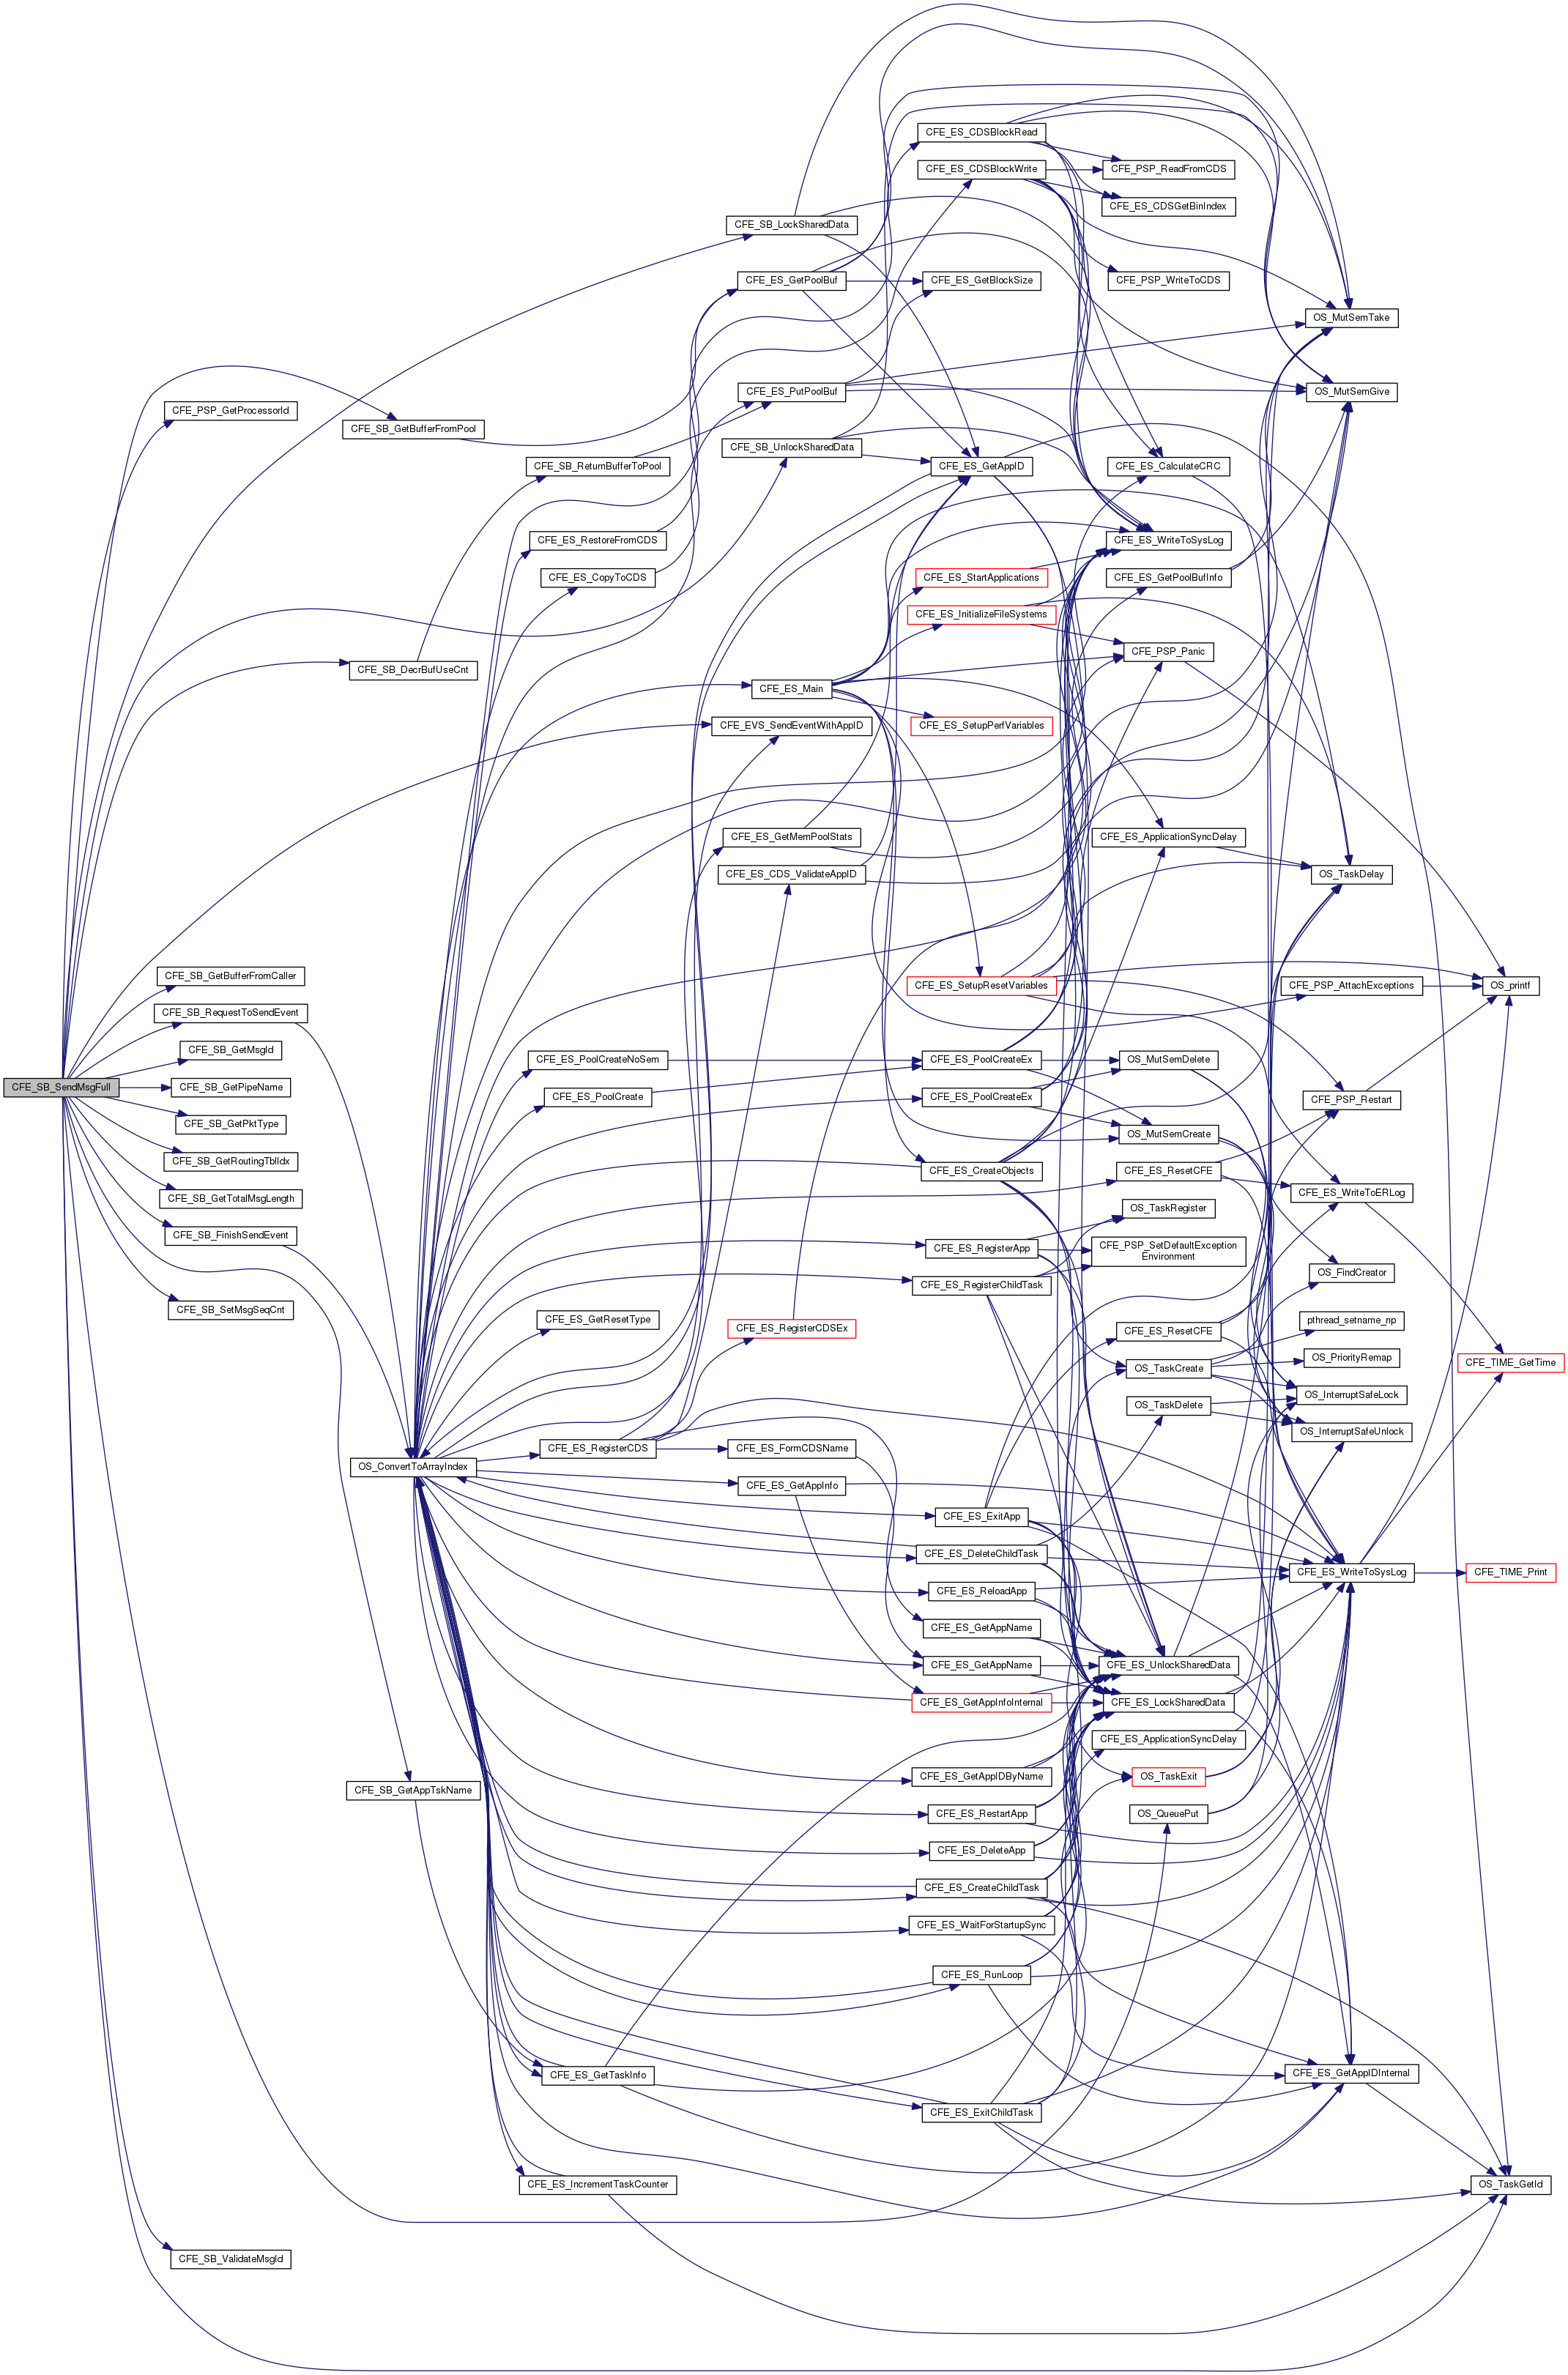 CFE_ES_CDSBlockRead
CFE_PSP_ReadFromCDS
CFE_ES_CDSBlockWrite
CFE_ES_CDSGetBinIndex
CFE_SB_LockSharedData
CFE_ES_GetPoolBuf
CFE_ES_GetBlockSize
CFE_PSP_WriteToCDS
OS_MutSemTake
CFE_ES_PutPoolBuf
OS_MutSemGive
CFE_PSP_GetProcessorId
CFE_SB_GetBufferFromPool
CFE_SB_UnlockSharedData
CFE_SB_ReturnBufferToPool
CFE_ES_GetAppID
CFE_ES_CalculateCRC
CFE_ES_RestoreFromCDS
CFE_ES_WriteToSysLog
CFE_ES_CopyToCDS
CFE_ES_StartApplications
CFE_ES_GetPoolBufInfo
CFE_ES_InitializeFileSystems
CFE_PSP_Panic
CFE_SB_DecrBufUseCnt
CFE_ES_Main
CFE_EVS_SendEventWithAppID
CFE_ES_SetupPerfVariables
CFE_ES_GetMemPoolStats
CFE_ES_ApplicationSyncDelay
CFE_ES_CDS_ValidateAppID
OS_TaskDelay
CFE_SB_GetBufferFromCaller
CFE_ES_SetupResetVariables
CFE_PSP_AttachExceptions
OS_printf
CFE_SB_RequestToSendEvent
CFE_SB_GetMsgId
CFE_ES_PoolCreateNoSem
CFE_ES_PoolCreateEx
OS_MutSemDelete
CFE_SB_SendMsgFull
CFE_SB_GetPipeName
CFE_ES_PoolCreate
CFE_ES_PoolCreateEx
CFE_PSP_Restart
CFE_SB_GetPktType
OS_MutSemCreate
CFE_SB_GetRoutingTblIdx
CFE_ES_CreateObjects
CFE_ES_ResetCFE
CFE_SB_GetTotalMsgLength
CFE_ES_WriteToERLog
OS_TaskRegister
CFE_SB_FinishSendEvent
CFE_ES_RegisterApp
CFE_PSP_SetDefaultException
Environment
CFE_ES_RegisterChildTask
OS_FindCreator
CFE_SB_SetMsgSeqCnt
CFE_ES_GetResetType
CFE_ES_RegisterCDSEx
CFE_ES_ResetCFE
pthread_setname_np
OS_TaskCreate
OS_PriorityRemap
CFE_TIME_GetTime
OS_TaskDelete
OS_InterruptSafeLock
OS_InterruptSafeUnlock
CFE_ES_RegisterCDS
CFE_ES_FormCDSName
OS_ConvertToArrayIndex
CFE_ES_GetAppInfo
CFE_ES_ExitApp
CFE_ES_DeleteChildTask
CFE_ES_WriteToSysLog
CFE_TIME_Print
CFE_ES_ReloadApp
CFE_ES_GetAppName
CFE_ES_GetAppName
CFE_ES_UnlockSharedData
CFE_ES_GetAppInfoInternal
CFE_ES_LockSharedData
CFE_ES_ApplicationSyncDelay
CFE_ES_GetAppIDByName
OS_TaskExit
CFE_SB_GetAppTskName
CFE_ES_RestartApp
OS_QueuePut
CFE_ES_DeleteApp
CFE_ES_CreateChildTask
CFE_ES_WaitForStartupSync
CFE_ES_RunLoop
CFE_ES_GetTaskInfo
CFE_ES_GetAppIDInternal
CFE_ES_ExitChildTask
CFE_ES_IncrementTaskCounter
OS_TaskGetId
CFE_SB_ValidateMsgId